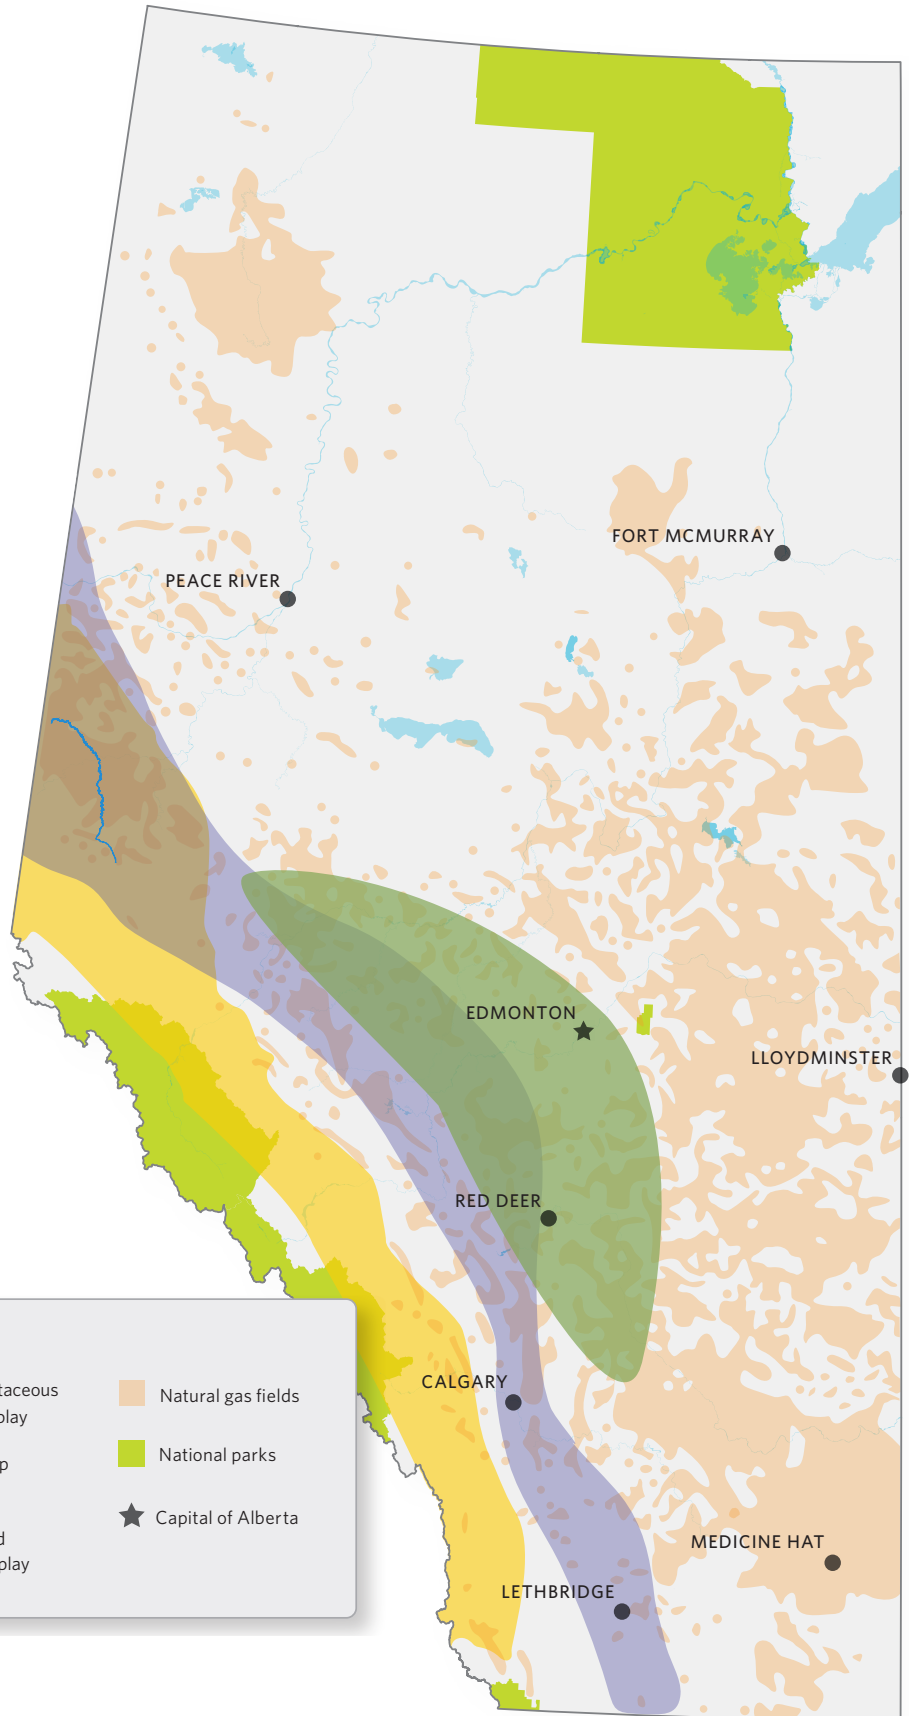 FORT MCMURRAY
PEACE RIVER
EDMONTON
LLOYDMINSTER
RED DEER
CALGARY
MEDICINE HAT
LETHBRIDGE
Natural gas fields
National parks
Capital of Alberta
play
play